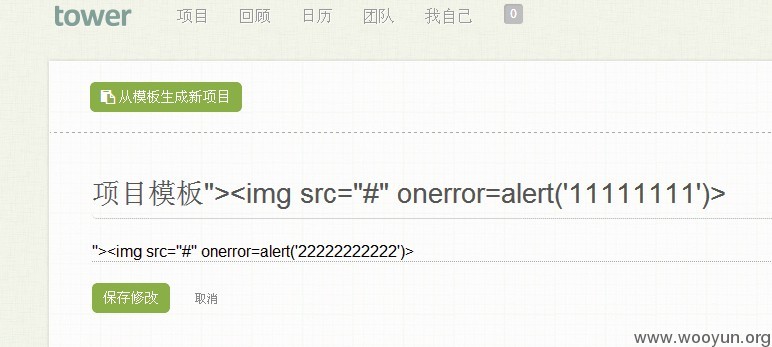 tower 项目 回顾 日历 团队 我自己 0
从模板生成新项目
项目模板"><img src="#" onerror=alert('11111111')>
"><img src="#" onerror=alert('22222222222')>
保存修改 取消
www.wooyun.org